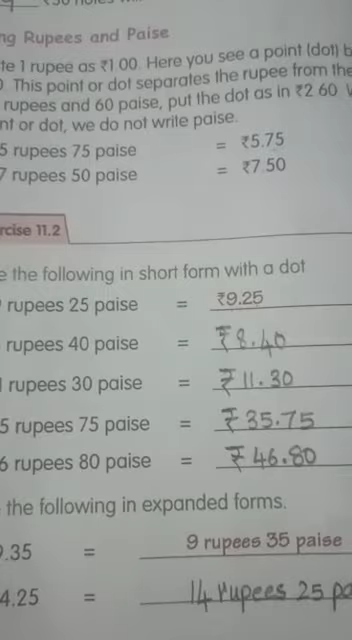 Rupees and Paise
1 rupee as ₹1.00. Here you see a point (dot)
This point or dot separates the rupee from the
rupees and 60 paise, put the dot as in ₹2.60
or dot, we do not write paise.
5 rupees 75 paise = ₹5.75
7 rupees 50 paise = ₹7.50
11.2
the following in short form with a dot
rupees 25 paise = ₹9.25
rupees 40 paise = ₹8.40
rupees 30 paise = ₹11.30
5 rupees 75 paise = ₹35.75
6 rupees 80 paise = ₹46.80
the following in expanded forms.
.35 = 9 rupees 35 paise
4.25 = 14 rupees 25